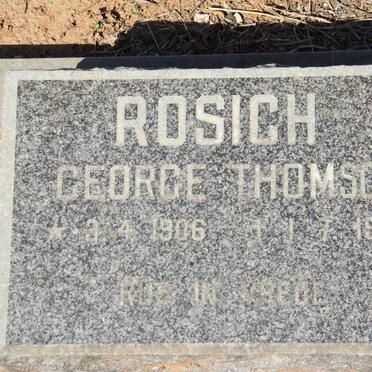 ROSICH
GEORGE THOMSO
* 3.4.1906 - † 1.7.19
RUS IN VREDE